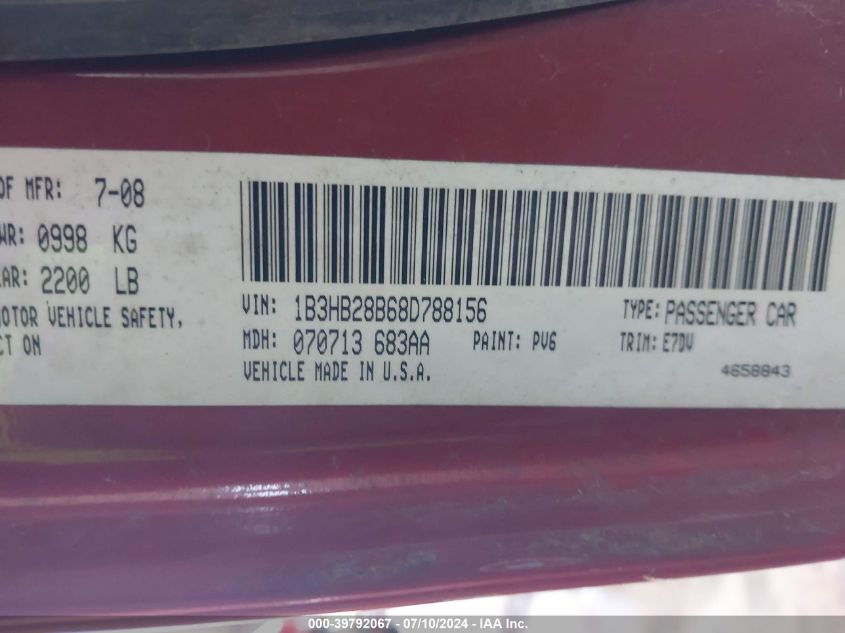 OF MFR: 7-08
WR: 0998 KG
AR: 2200 LB
MOTOR VEHICLE SAFETY,
CT ON
VIN: 1B3HB28B68D788156 TYPE: PASSENGER CAR
MDH: 070713 683AA PAINT: PV6 TRIM: E7DV
VEHICLE MADE IN U.S.A. 4658843
000-39792067 - 07/10/2024 - IAA Inc.